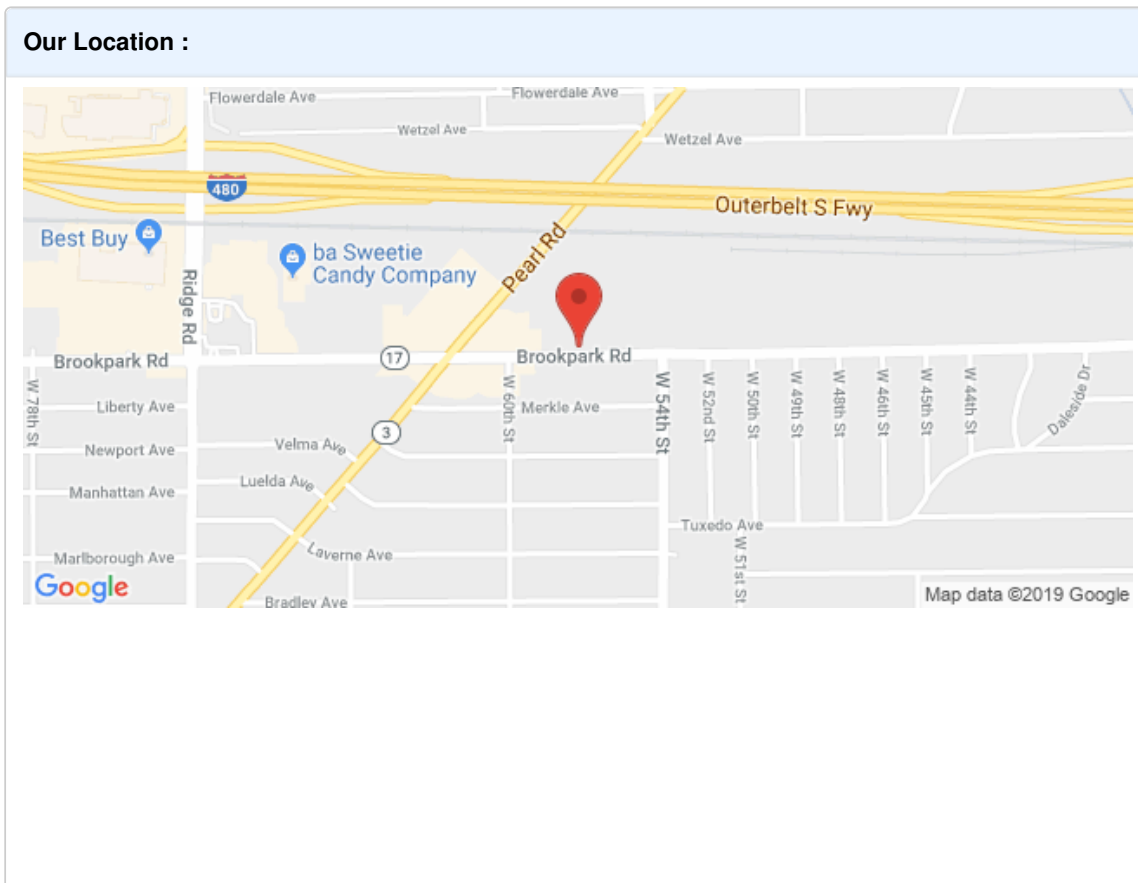 Our Location :
Flowerdale Ave
Flowerdale Ave
Wetzel Ave
Wetzel Ave
480
Outerbelt S Fwy
Best Buy
ba Sweetie
Candy Company
Pearl Rd
Ridge Rd
Brookpark Rd
17
Brookpark Rd
W 78th St
Liberty Ave
W 60th St
Merkle Ave
W 54th St
W 52nd St
W 50th St
W 49th St
W 48th St
W 46th St
W 45th St
W 44th St
Daleside Dr
3
Newport Ave
Velma Ave
Manhattan Ave
Luelda Ave
Tuxedo Ave
W 51st St
Marlborough Ave
Laverne Ave
Google
Bradley Ave
Map data ©2019 Google